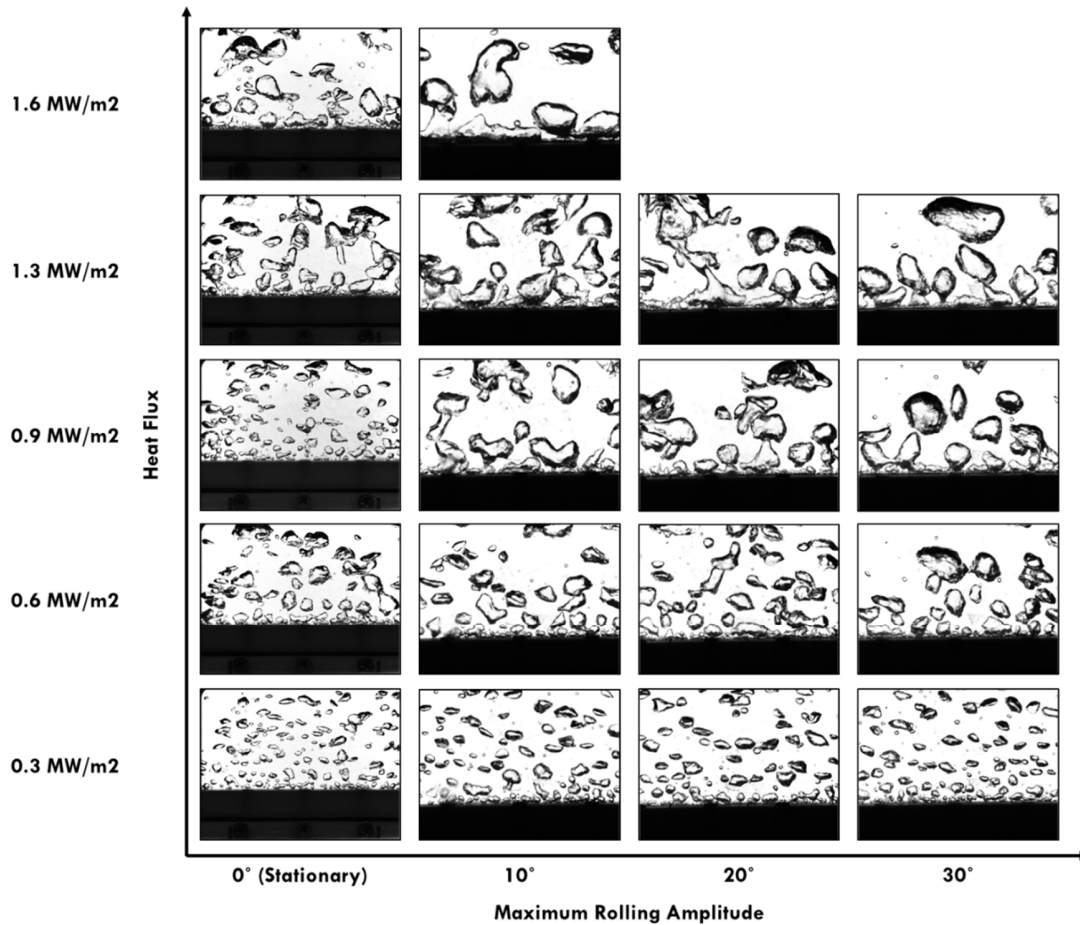 1.6 MW/m2
1.3 MW/m2
0.9 MW/m2
0.6 MW/m2
0.3 MW/m2
Heat Flux
0° (Stationary)
10°
20°
30°
Maximum Rolling Amplitude